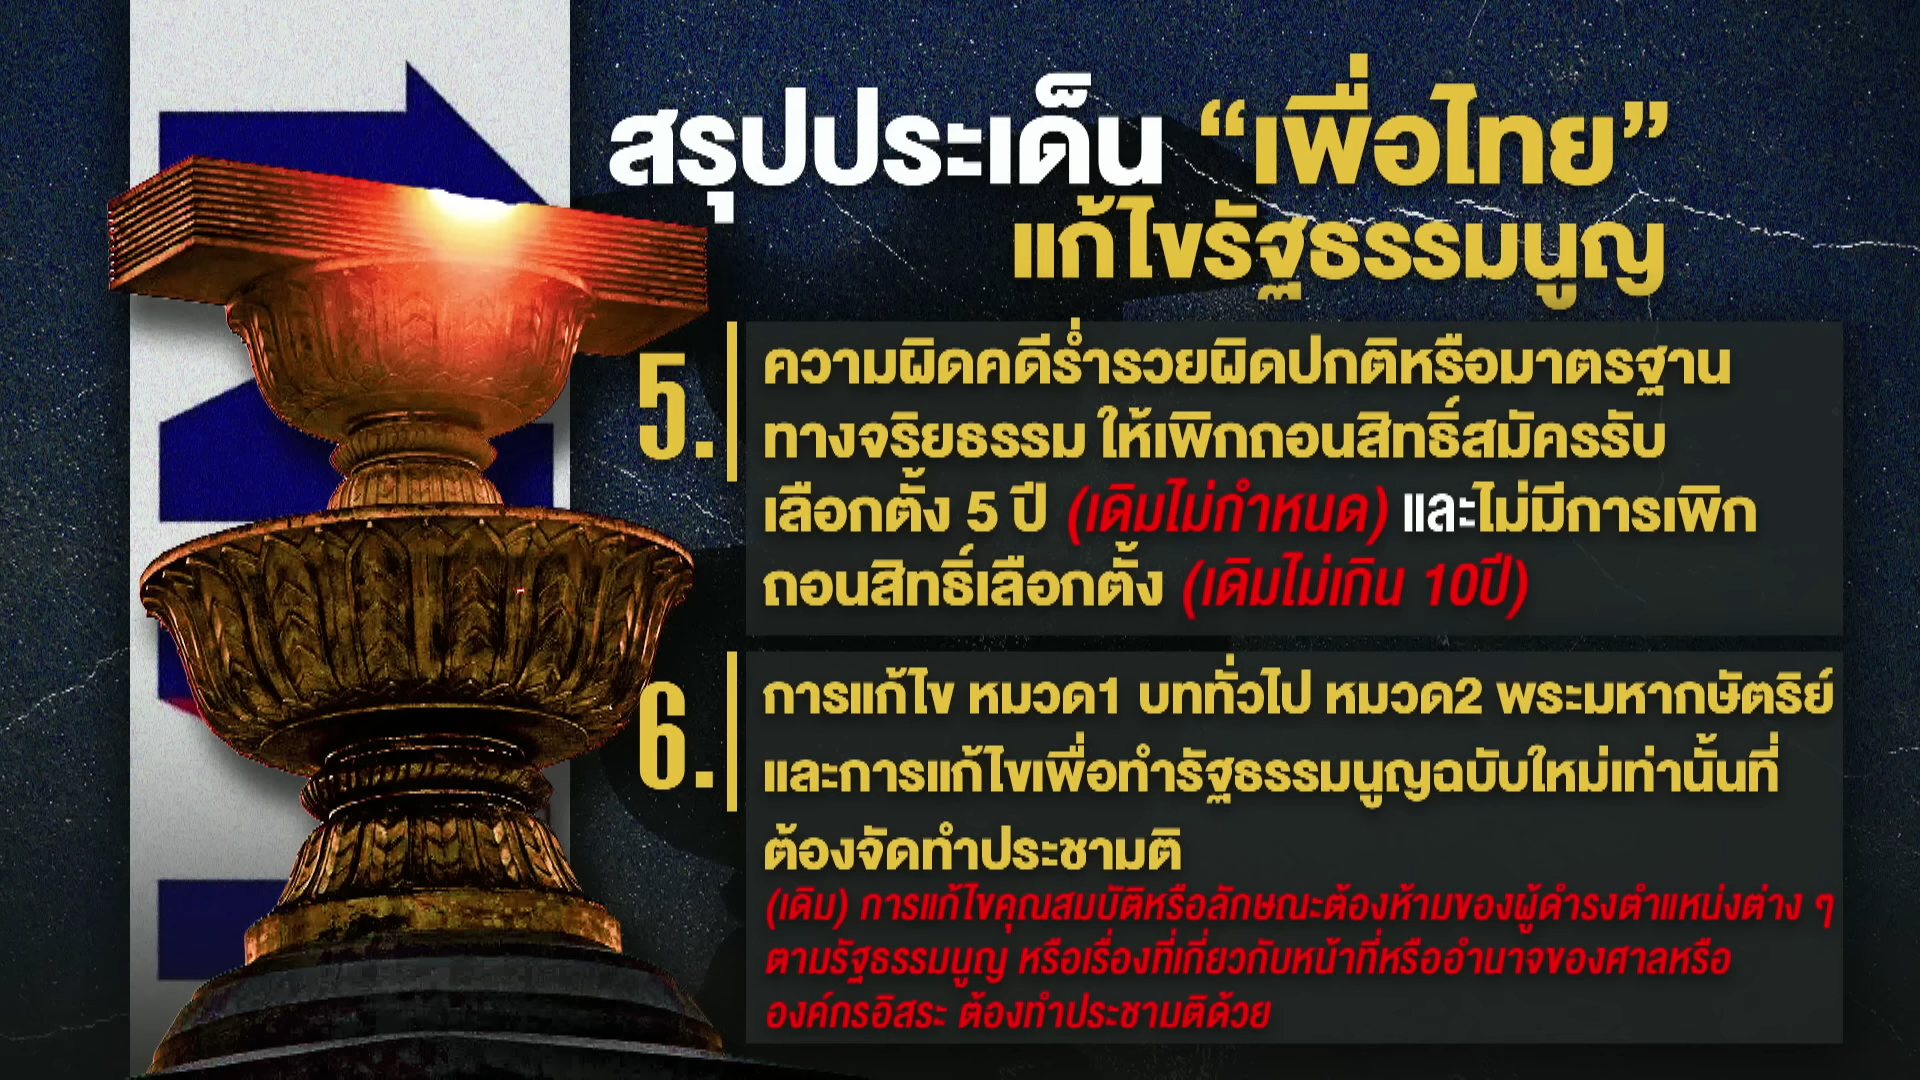 สรุปประเด็น “เพื่อไทย”
แก้ไขรัฐธรรมนูญ
5.
ความผิดคดีร่ำรวยผิดปกติหรือมาตรฐาน
ทางจริยธรรม ให้เพิกถอนสิทธิ์สมัครรับ
เลือกตั้ง 5 ปี (เดิมไม่กำหนด) และไม่มีการเพิก
ถอนสิทธิ์เลือกตั้ง (เดิมไม่เกิน 10ปี)
6.
การแก้ไข หมวด1 บททั่วไป หมวด2 พระมหากษัตริย์
และการแก้ไขเพื่อทำรัฐธรรมนูญฉบับใหม่เท่านั้นที่
ต้องจัดทำประชามติ
(เดิม) การแก้ไขคุณสมบัติหรือลักษณะต้องห้ามของผู้ดำรงตำแหน่งต่าง ๆ
ตามรัฐธรรมนูญ หรือเรื่องที่เกี่ยวกับหน้าที่หรืออำนาจของศาลหรือ
องค์กรอิสระ ต้องทำประชามติด้วย